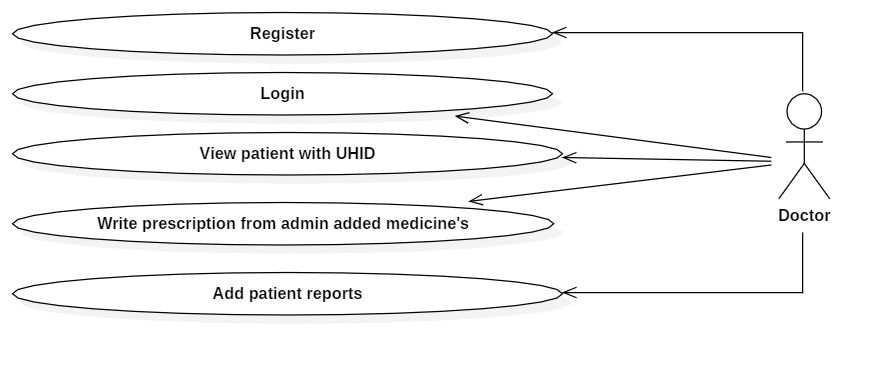 Register
Login
View patient with UHID
Write prescription from admin added medicine's
Doctor
Add patient reports